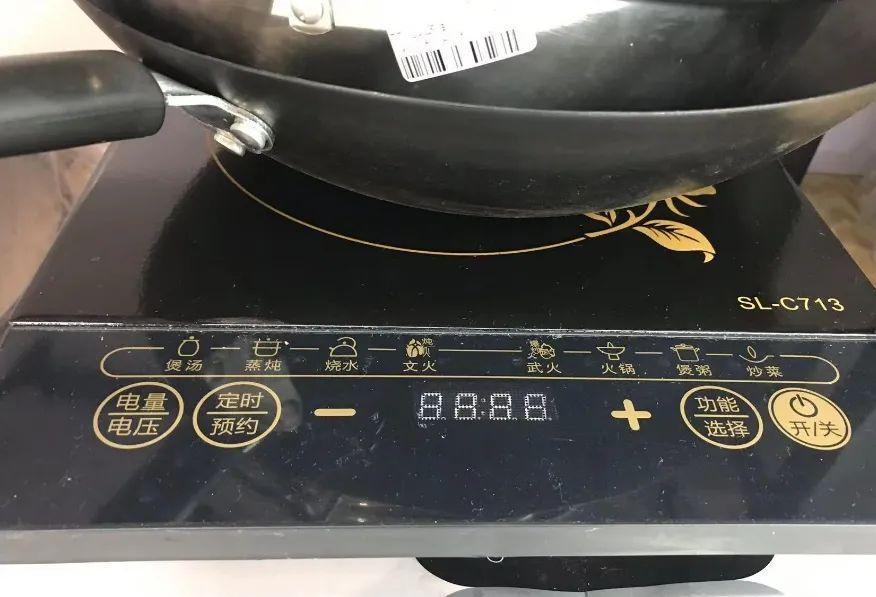 SL-C713
煲汤 蒸炖 烧水 文火 武火 火锅 煲粥 炒菜
电量 定时 功能
电压 预约 − + 选择 开/关